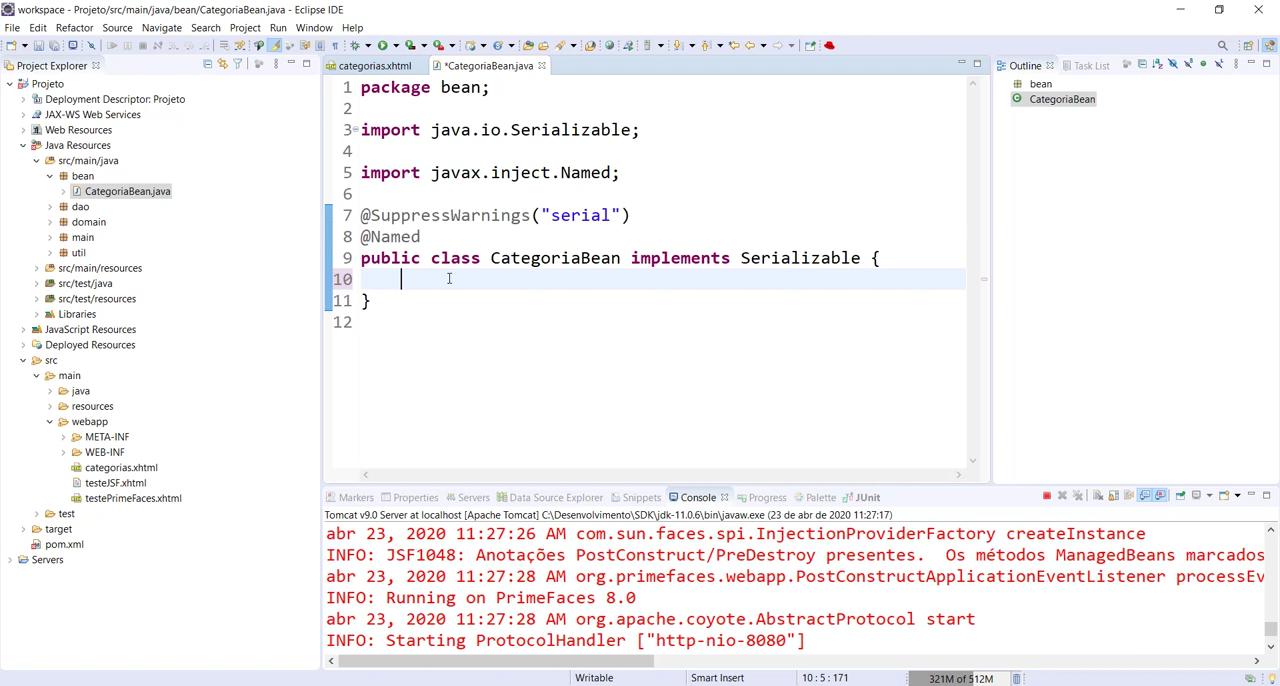 workspace - Projeto/src/main/java/bean/CategoriaBean.java - Eclipse IDE
File Edit Refactor Source Navigate Search Project Run Window Help
Project Explorer
Projeto
Deployment Descriptor: Projeto
JAX-WS Web Services
Web Resources
Java Resources
src/main/java
bean
CategoriaBean.java
dao
domain
main
util
src/main/resources
src/test/java
src/test/resources
Libraries
JavaScript Resources
Deployed Resources
src
main
java
resources
webapp
META-INF
WEB-INF
categorias.xhtml
testeJSF.xhtml
testePrimeFaces.xhtml
test
target
pom.xml
Servers
categorias.xhtml *CategoriaBean.java
1 package bean;
2
3 import java.io.Serializable;
4
5 import javax.inject.Named;
6
7 @SuppressWarnings("serial")
8 @Named
9 public class CategoriaBean implements Serializable {
10
11 }
12
Outline Task List
bean
CategoriaBean
Markers Properties Servers Data Source Explorer Snippets Console Progress Palette JUnit
Tomcat v9.0 Server at localhost [Apache Tomcat] C:\Desenvolvimento\SDK\jdk-11.0.6\bin\javaw.exe (23 de abr de 2020 11:27:17)
abr 23, 2020 11:27:26 AM com.sun.faces.spi.InjectionProviderFactory createInstance
INFO: JSF1048: Anotações PostConstruct/PreDestroy presentes.  Os métodos ManagedBeans marcados
abr 23, 2020 11:27:28 AM org.primefaces.webapp.PostConstructApplicationEventListener processEv
INFO: Running on PrimeFaces 8.0
abr 23, 2020 11:27:28 AM org.apache.coyote.AbstractProtocol start
INFO: Starting ProtocolHandler ["http-nio-8080"]
Writable Smart Insert 10 : 5 : 171 321M of 512M